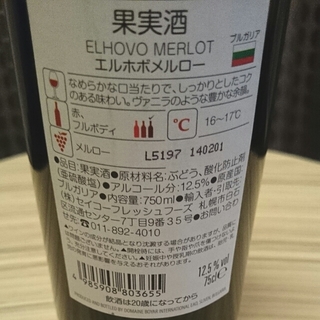 果実酒
ELHOVO MERLOT
エルホボメルロー
ブルガリア
なめらかな口当たりで、しっかりとしたコク
のある味わい。ヴァニラのような豊かな余韻。
赤、
フルボディ
℃
16~17℃
メルロー
L5197 140201
●品目:果実酒●原材料名:ぶどう、酸化防止剤
(亜硫酸塩)●アルコール分:12.5%●原産国:
ブルガリア●内容量:750ml●輸入者・引取先:
(株)セイコーフレッシュフーズ 札幌市白石
区流通センター7丁目9番35号
☎011-892-4010
12.5% vol
75cl
4985908803655
飲酒は20歳になってから